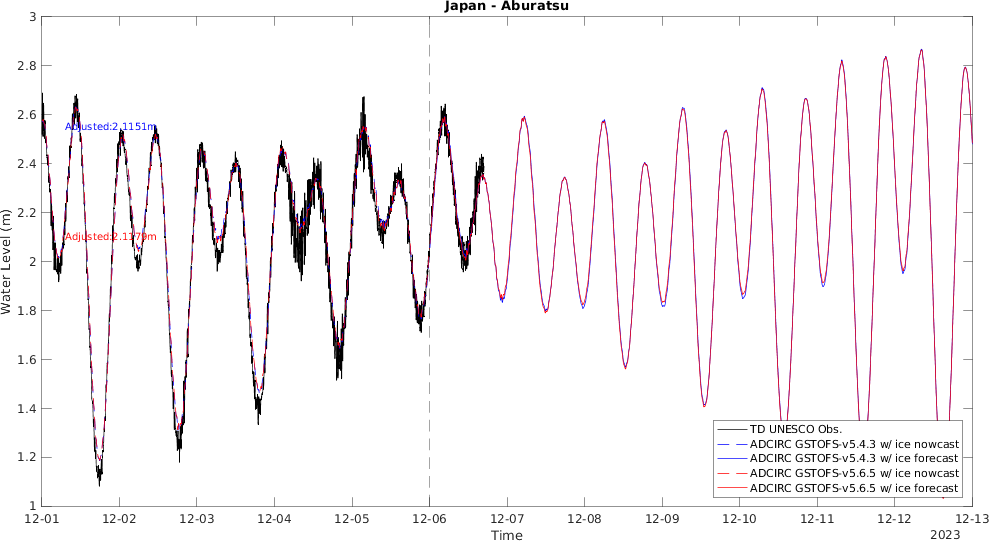 Japan - Aburatsu
3
2.8
2.6
2.4
2.2
2
1.8
1.6
1.4
1.2
1
Water Level (m)
Adjusted:2.1151m
Adjusted:2.1179m
TD UNESCO Obs.
ADCIRC GSTOFS-v5.4.3 w/ ice nowcast
ADCIRC GSTOFS-v5.4.3 w/ ice forecast
ADCIRC GSTOFS-v5.6.5 w/ ice nowcast
ADCIRC GSTOFS-v5.6.5 w/ ice forecast
12-01 12-02 12-03 12-04 12-05 12-06 12-07 12-08 12-09 12-10 12-11 12-12 12-13
Time
2023